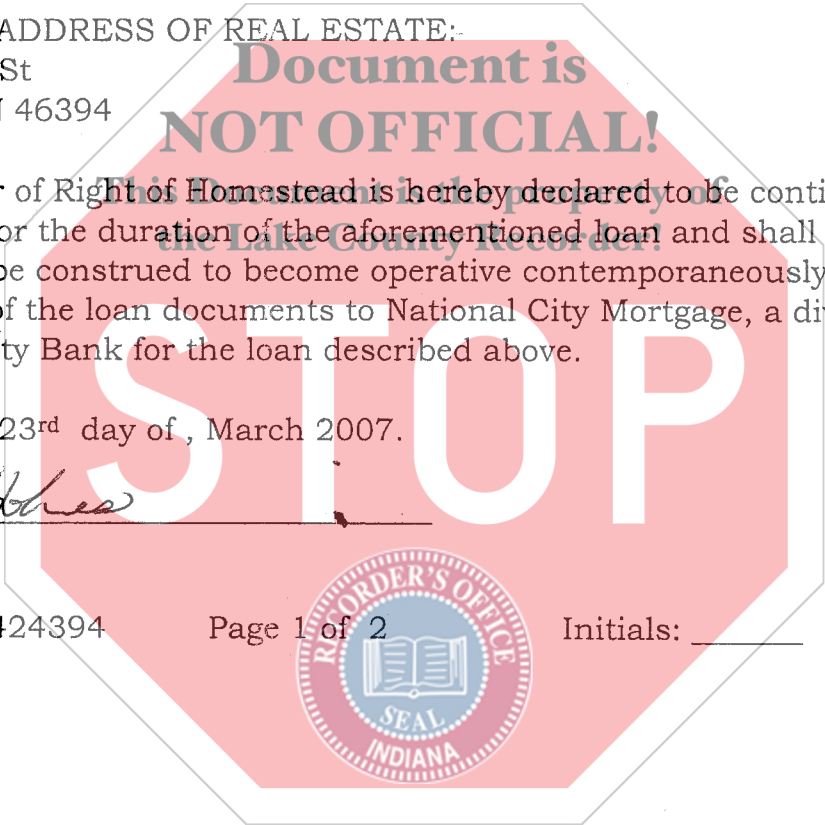 ADDRESS OF REAL ESTATE:
Document is
St
46394
NOT OFFICIAL!
of Right of Homestead is hereby declared to be conti
This Document is the property of
or the duration of the aforementioned loan and shall
the Lake County Recorder!
be construed to become operative contemporaneously
of the loan documents to National City Mortgage, a di
ty Bank for the loan described above.
STOP
23rd day of , March 2007.
24394 Page 1 of 2 Initials:
RECORDER'S OFFICE
SEAL
INDIANA